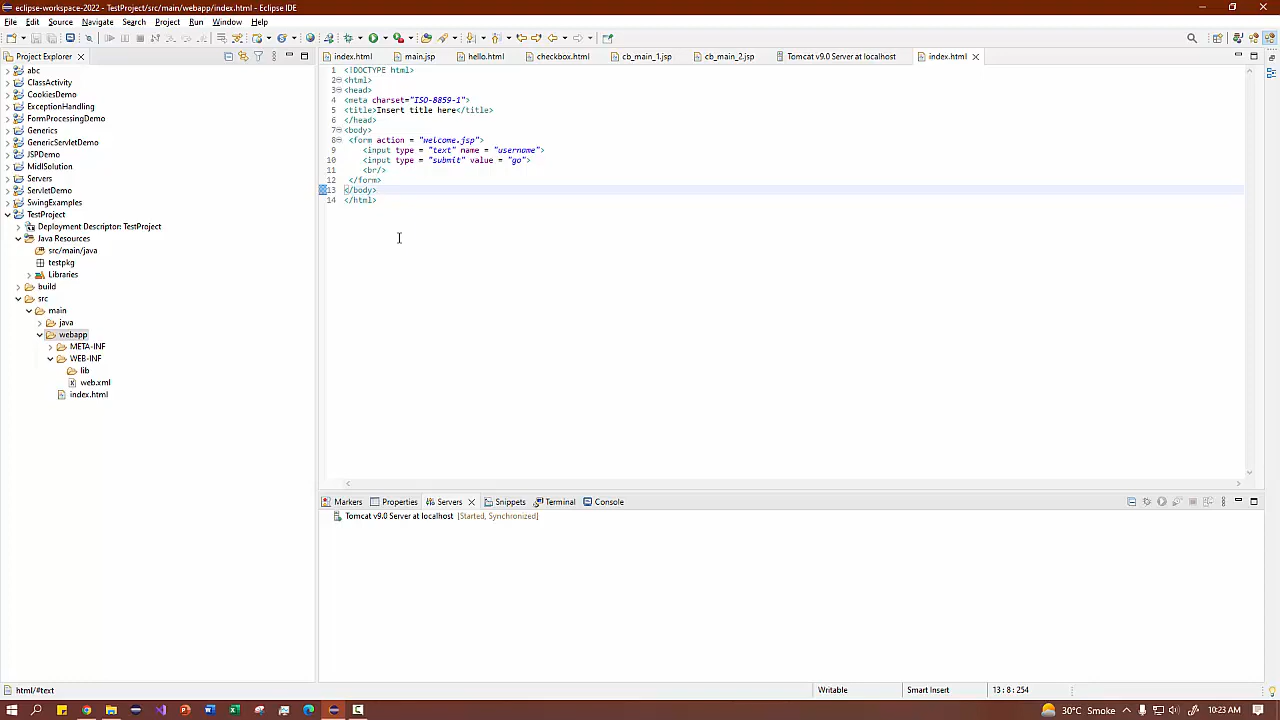 eclipse-workspace-2022 - TestProject/src/main/webapp/index.html - Eclipse IDE
File Edit Source Navigate Search Project Run Window Help
Project Explorer
index.html main.jsp hello.html checkbox.html cb_main_1.jsp cb_main_2.jsp Tomcat v9.0 Server at localhost index.html
abc
ClassActivity
CookiesDemo
ExceptionHandling
FormProcessingDemo
Generics
GenericServletDemo
JSPDemo
MidISolution
Servers
ServletDemo
SwingExamples
TestProject
Deployment Descriptor: TestProject
Java Resources
src/main/java
testpkg
Libraries
build
src
main
java
webapp
META-INF
WEB-INF
lib
web.xml
index.html
1 <!DOCTYPE html>
2 <html>
3 <head>
4 <meta charset="ISO-8859-1">
5 <title>Insert title here</title>
6 </head>
7 <body>
8 <form action = "welcome.jsp">
9 <input type = "text" name = "username">
10 <input type = "submit" value = "go">
11 <br/>
12 </form>
13 </body>
14 </html>
Markers Properties Servers Snippets Terminal Console
Tomcat v9.0 Server at localhost [Started, Synchronized]
html/#text Writable Smart Insert 13 : 8 : 254
30°C Smoke 10:23 AM